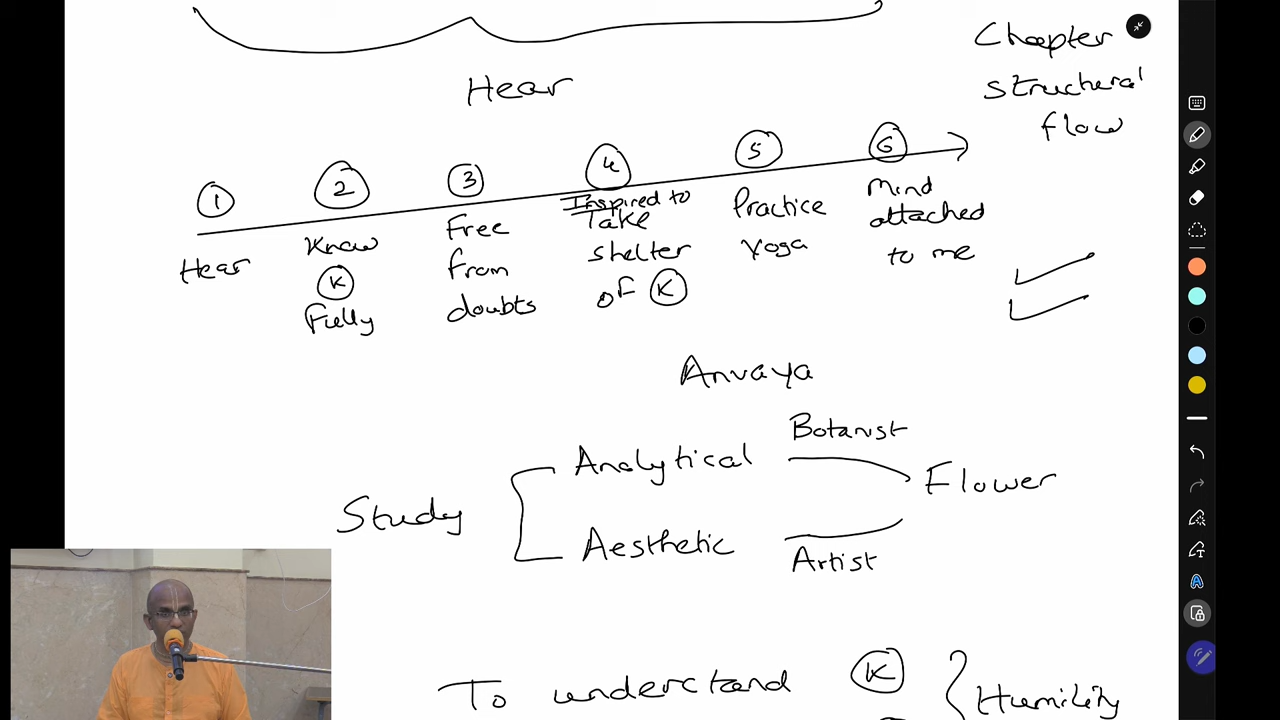 Hear
Chapter
structural
flow
1 2 3 4 5 6
Hear
Know
K
Fully
Free
from
doubts
Inspired to
Take
shelter
of K
Practice
yoga
Mind
attached
to me
Anvaya
Study
Analytical
Botanist
Flower
Aesthetic
Artist
To understand K
Humility